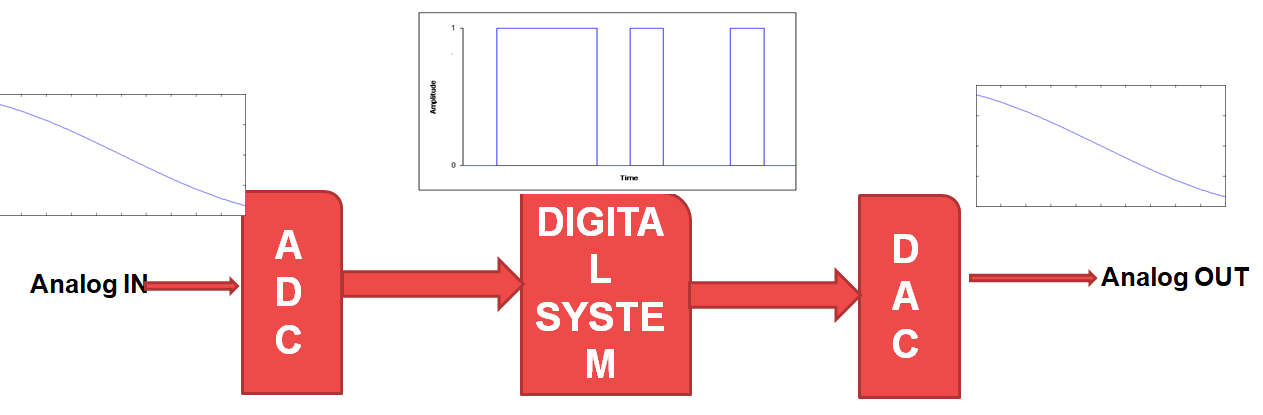 1
Amplitude
0
Time
Analog IN
A
D
C
DIGITA
L
SYSTE
M
D
A
C
Analog OUT